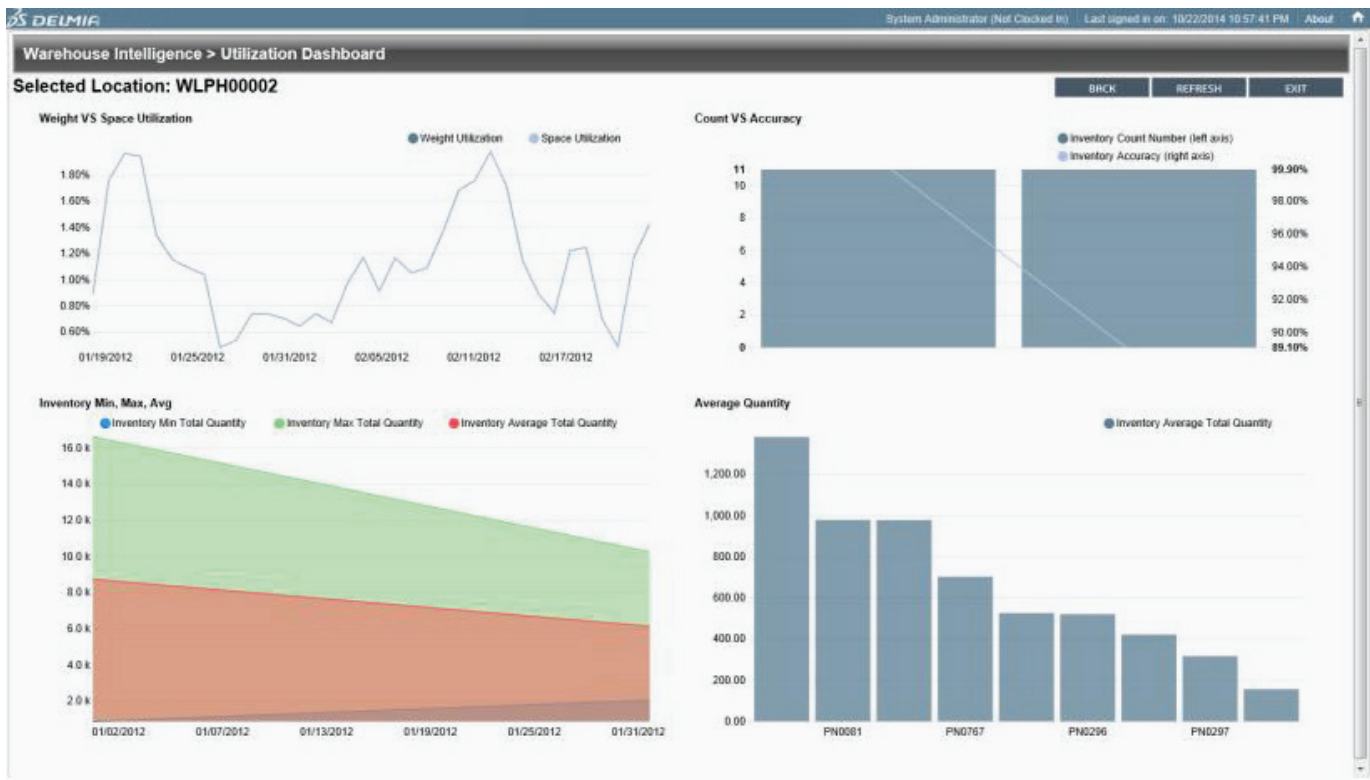 DS DELMIA
System Administrator (Not Clocked In) Last signed in on: 10/22/2014 10:57:41 PM About
Warehouse Intelligence > Utilization Dashboard
Selected Location: WLPH00002
BACK REFRESH EXIT
Weight VS Space Utilization
Weight Utilization Space Utilization
1.80%
1.60%
1.40%
1.20%
1.00%
0.80%
0.60%
01/19/2012 01/25/2012 01/31/2012 02/05/2012 02/11/2012 02/17/2012
Count VS Accuracy
Inventory Count Number (left axis)
Inventory Accuracy (right axis)
11 99.90%
10
98.00%
8
96.00%
6
94.00%
4
92.00%
2
90.00%
0 89.10%
Inventory Min, Max, Avg
Inventory Min Total Quantity Inventory Max Total Quantity Inventory Average Total Quantity
16.0 k
14.0 k
12.0 k
10.0 k
8.0 k
6.0 k
4.0 k
2.0 k
01/02/2012 01/07/2012 01/13/2012 01/19/2012 01/25/2012 01/31/2012
Average Quantity
Inventory Average Total Quantity
1,200.00
1,000.00
800.00
600.00
400.00
200.00
0.00
PN0081 PN0767 PN0296 PN0297